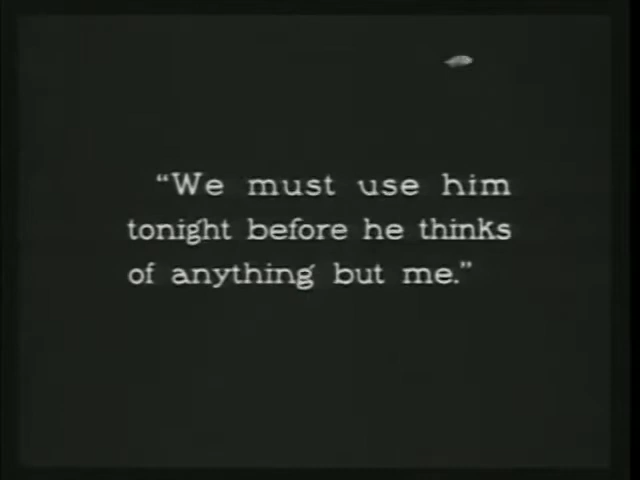 “We must use him
tonight before he thinks
of anything but me.”